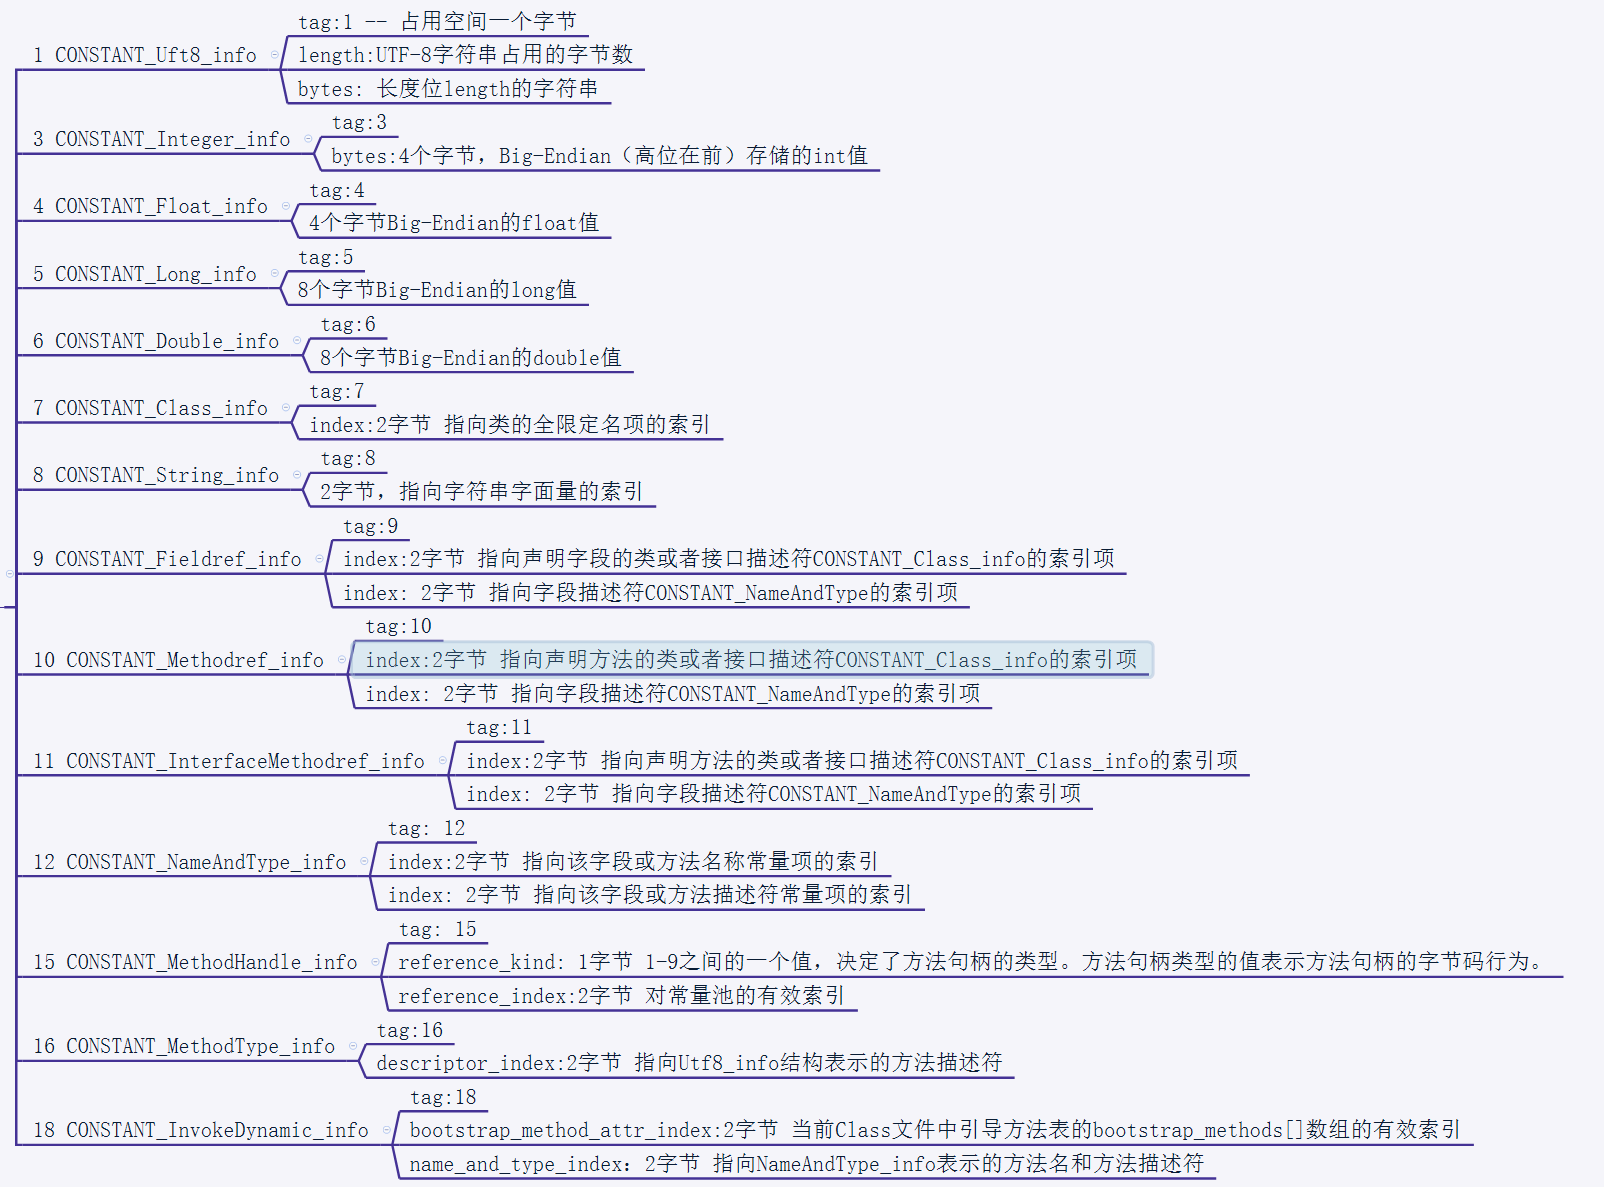 tag:1 -- 占用空间一个字节
1 CONSTANT_Uft8_info
length:UTF-8字符串占用的字节数
bytes: 长度位length的字符串
tag:3
3 CONSTANT_Integer_info
bytes:4个字节，Big-Endian（高位在前）存储的int值
tag:4
4 CONSTANT_Float_info
4个字节Big-Endian的float值
tag:5
5 CONSTANT_Long_info
8个字节Big-Endian的long值
tag:6
6 CONSTANT_Double_info
8个字节Big-Endian的double值
tag:7
7 CONSTANT_Class_info
index:2字节 指向类的全限定名项的索引
tag:8
8 CONSTANT_String_info
2字节，指向字符串字面量的索引
tag:9
9 CONSTANT_Fieldref_info
index:2字节 指向声明字段的类或者接口描述符CONSTANT_Class_info的索引项
index: 2字节 指向字段描述符CONSTANT_NameAndType的索引项
tag:10
10 CONSTANT_Methodref_info
index:2字节 指向声明方法的类或者接口描述符CONSTANT_Class_info的索引项
index: 2字节 指向字段描述符CONSTANT_NameAndType的索引项
tag:11
11 CONSTANT_InterfaceMethodref_info
index:2字节 指向声明方法的类或者接口描述符CONSTANT_Class_info的索引项
index: 2字节 指向字段描述符CONSTANT_NameAndType的索引项
tag: 12
12 CONSTANT_NameAndType_info
index:2字节 指向该字段或方法名称常量项的索引
index: 2字节 指向该字段或方法描述符常量项的索引
tag: 15
15 CONSTANT_MethodHandle_info
reference_kind: 1字节 1-9之间的一个值，决定了方法句柄的类型。方法句柄类型的值表示方法句柄的字节码行为。
reference_index:2字节 对常量池的有效索引
tag:16
16 CONSTANT_MethodType_info
descriptor_index:2字节 指向Utf8_info结构表示的方法描述符
tag:18
18 CONSTANT_InvokeDynamic_info
bootstrap_method_attr_index:2字节 当前Class文件中引导方法表的bootstrap_methods[]数组的有效索引
name_and_type_index：2字节 指向NameAndType_info表示的方法名和方法描述符